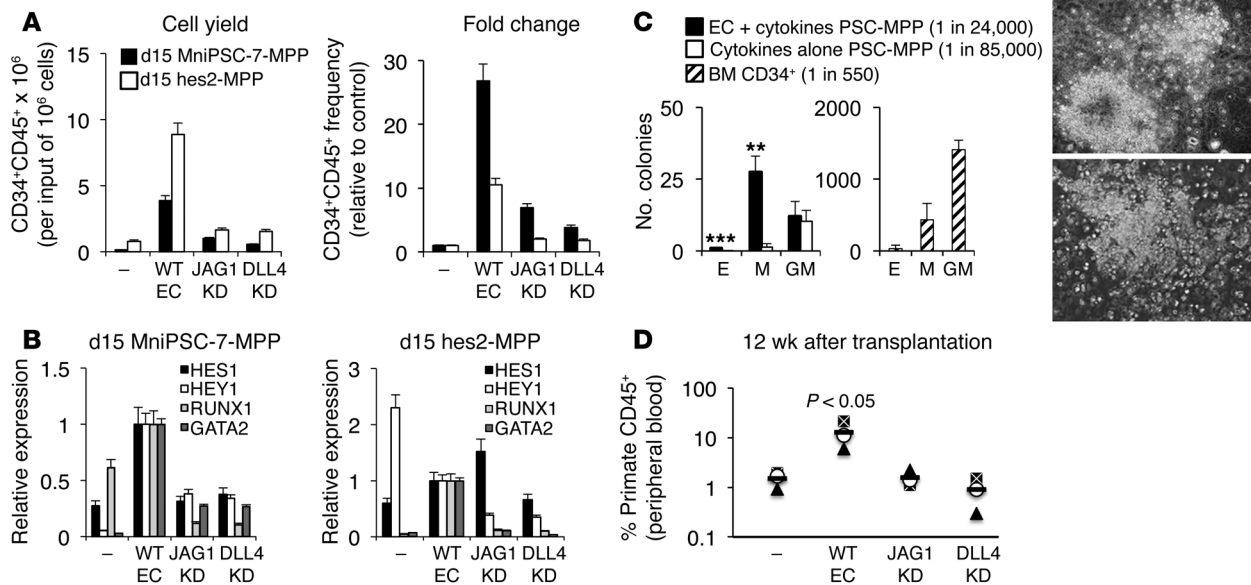 A
Cell yield
CD34⁺CD45⁺ x 10⁶
(per input of 10⁶ cells)
15
10
5
0
d15 MniPSC-7-MPP
d15 hes2-MPP
– WT JAG1 DLL4
EC KD KD
Fold change
CD34⁺CD45⁺ frequency
(relative to control)
30
20
10
0
– WT JAG1 DLL4
EC KD KD
C
EC + cytokines PSC-MPP (1 in 24,000)
Cytokines alone PSC-MPP (1 in 85,000)
BM CD34⁺ (1 in 550)
No. colonies
50
25
0
***
**
E M GM
2000
1000
0
E M GM
B
d15 MniPSC-7-MPP
Relative expression
1.5
1
0.5
0
HES1
HEY1
RUNX1
GATA2
– WT JAG1 DLL4
EC KD KD
d15 hes2-MPP
Relative expression
3
2
1
0
HES1
HEY1
RUNX1
GATA2
– WT JAG1 DLL4
EC KD KD
D
12 wk after transplantation
% Primate CD45⁺
(peripheral blood)
100
10
1
0.1
P < 0.05
– WT JAG1 DLL4
EC KD KD